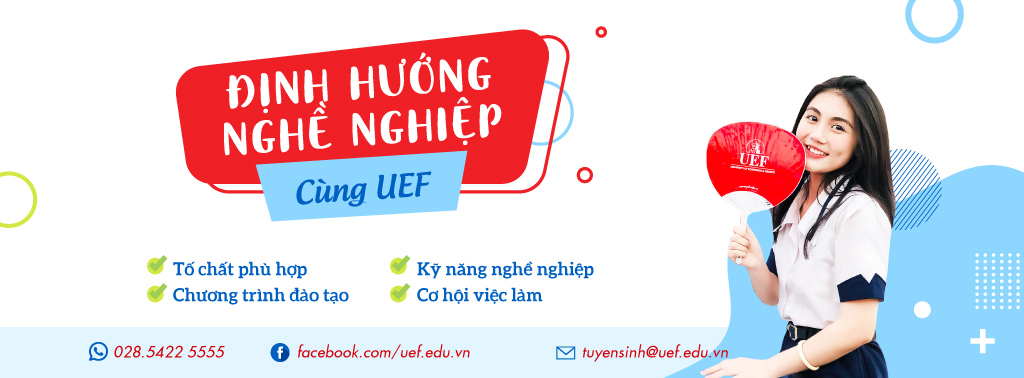 ĐỊNH HƯỚNG
NGHỀ NGHIỆP
Cùng UEF
UEF
Tố chất phù hợp
Kỹ năng nghề nghiệp
Chương trình đào tạo
Cơ hội việc làm
028.5422 5555
facebook.com/uef.edu.vn
tuyensinh@uef.edu.vn